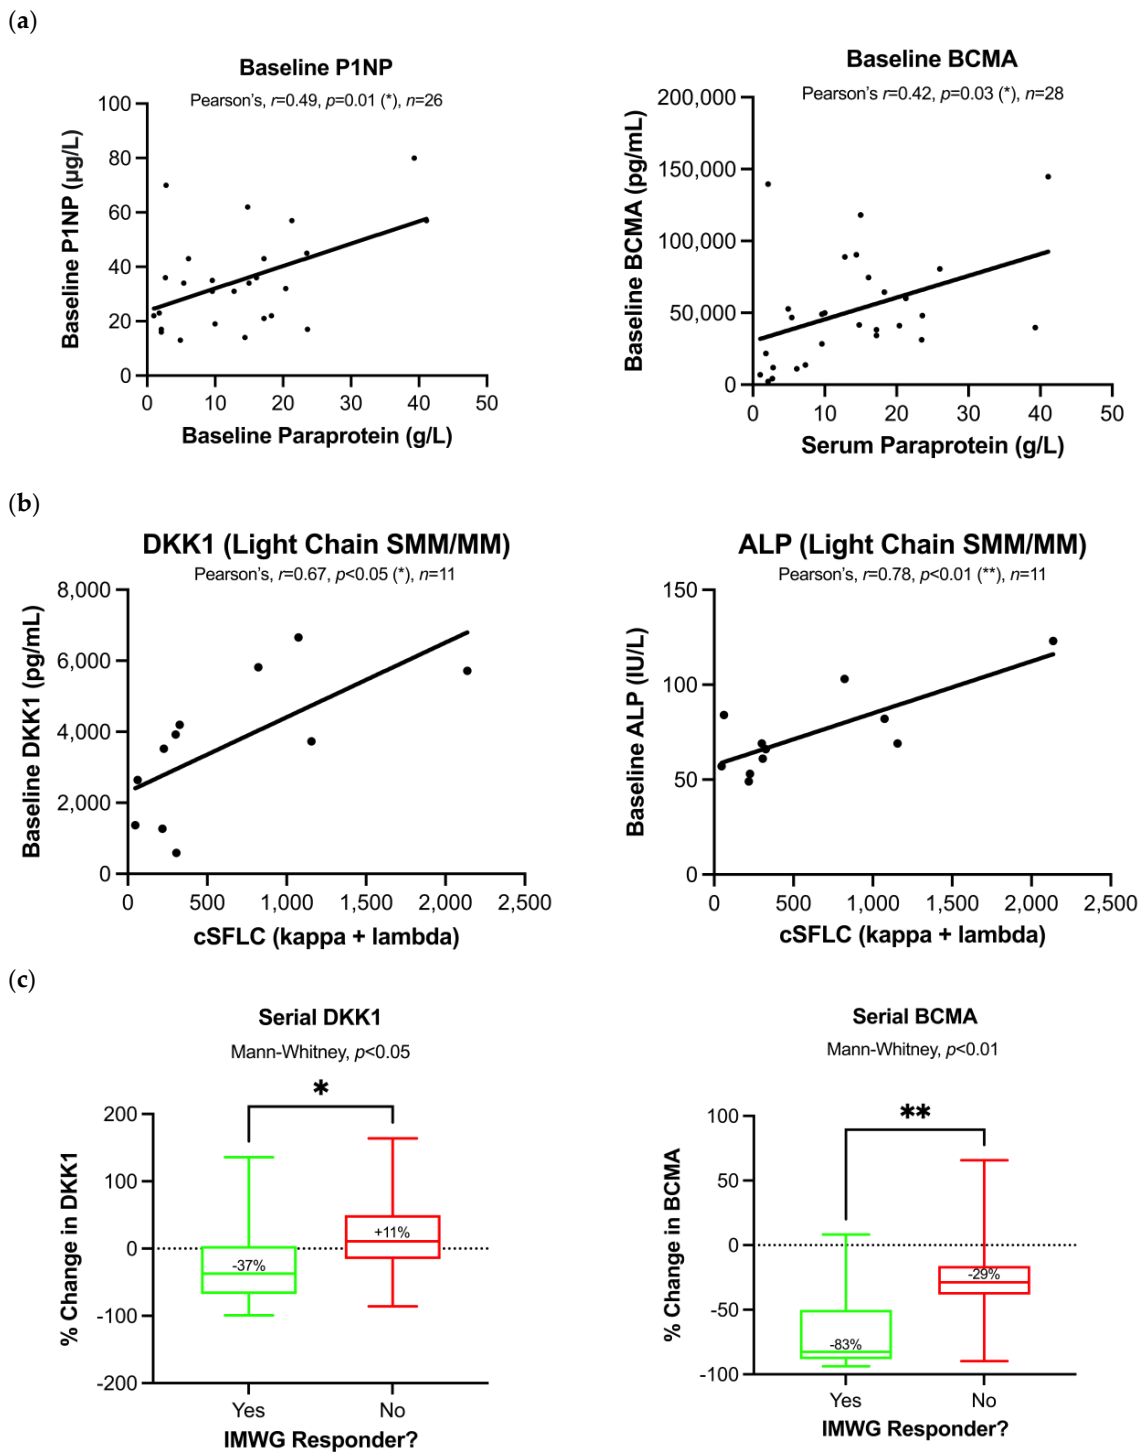 (a)
Baseline P1NP
Pearson's, r=0.49, p=0.01 (*), n=26
100
80
60
40
20
0
Baseline P1NP (µg/L)
0 10 20 30 40 50
Baseline Paraprotein (g/L)
Baseline BCMA
Pearson's r=0.42, p=0.03 (*), n=28
200,000
150,000
100,000
50,000
0
Baseline BCMA (pg/mL)
0 10 20 30 40 50
Serum Paraprotein (g/L)
(b)
DKK1 (Light Chain SMM/MM)
Pearson's, r=0.67, p<0.05 (*), n=11
8,000
6,000
4,000
2,000
0
Baseline DKK1 (pg/mL)
0 500 1,000 1,500 2,000 2,500
cSFLC (kappa + lambda)
ALP (Light Chain SMM/MM)
Pearson's, r=0.78, p<0.01 (**), n=11
150
100
50
0
Baseline ALP (IU/L)
0 500 1,000 1,500 2,000 2,500
cSFLC (kappa + lambda)
(c)
Serial DKK1
Mann-Whitney, p<0.05
*
200
100
0
-100
-200
% Change in DKK1
-37%
+11%
Yes No
IMWG Responder?
Serial BCMA
Mann-Whitney, p<0.01
**
100
50
0
-50
-100
% Change in BCMA
-83%
-29%
Yes No
IMWG Responder?